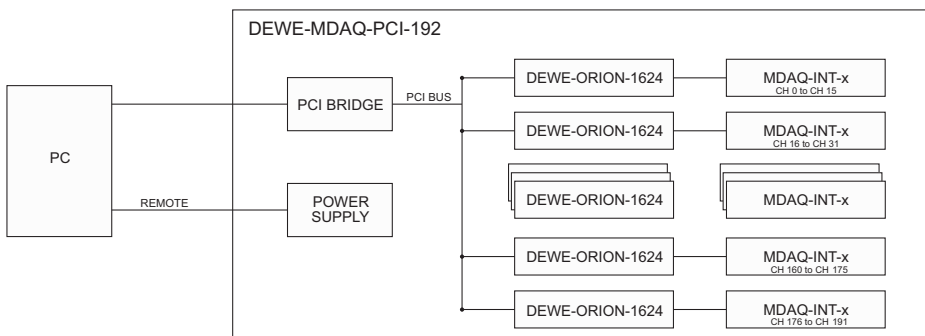 DEWE-MDAQ-PCI-192
PC
PCI BRIDGE
PCI BUS
REMOTE
POWER
SUPPLY
DEWE-ORION-1624
MDAQ-INT-x
CH 0 to CH 15
DEWE-ORION-1624
MDAQ-INT-x
CH 16 to CH 31
DEWE-ORION-1624
MDAQ-INT-x
DEWE-ORION-1624
MDAQ-INT-x
CH 160 to CH 175
DEWE-ORION-1624
MDAQ-INT-x
CH 176 to CH 191